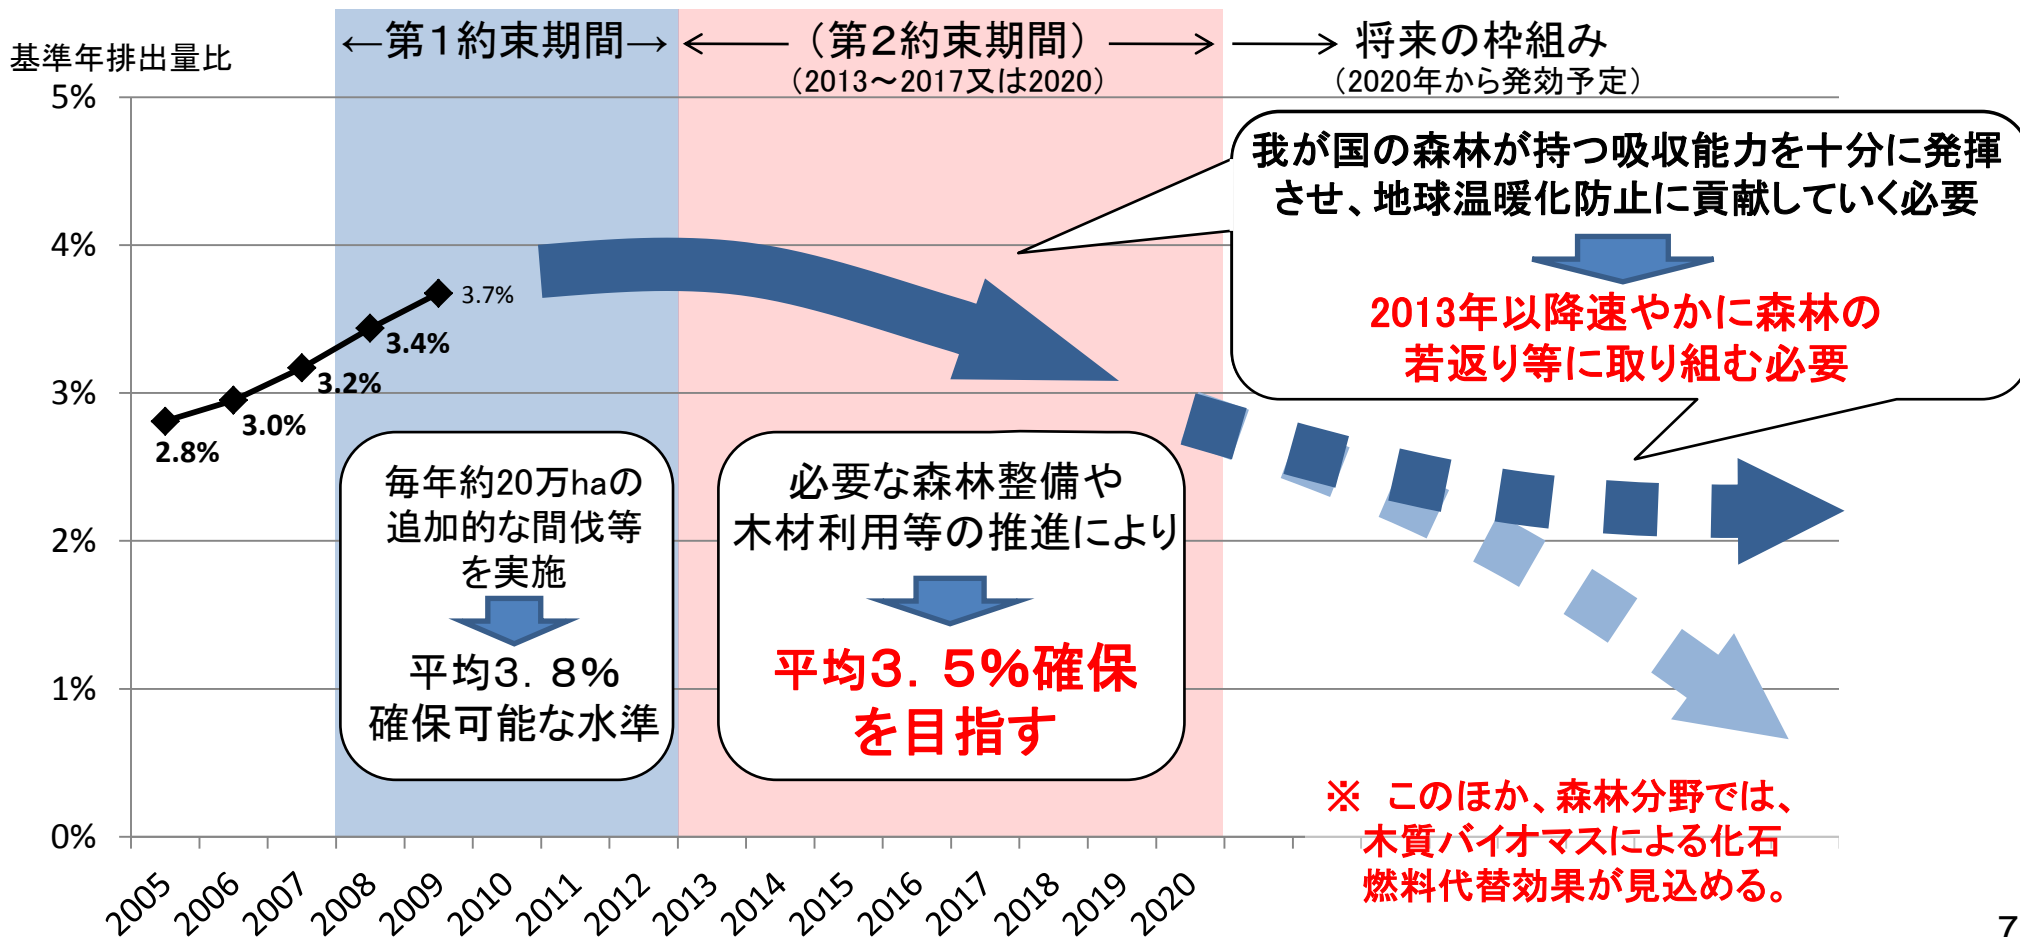 ←第１約束期間→
（第２約束期間）
（2013～2017又は2020）
将来の枠組み
（2020年から発効予定）
基準年排出量比
5%
4%
3%
2%
1%
0%
我が国の森林が持つ吸収能力を十分に発揮
させ、地球温暖化防止に貢献していく必要
2013年以降速やかに森林の
若返り等に取り組む必要
3.7%
3.4%
3.2%
3.0%
2.8%
毎年約20万haの
追加的な間伐等
を実施
平均３．８％
確保可能な水準
必要な森林整備や
木材利用等の推進により
平均３．５％確保
を目指す
※　このほか、森林分野では、
木質バイオマスによる化石
燃料代替効果が見込める。
2005
2006
2007
2008
2009
2010
2011
2012
2013
2014
2015
2016
2017
2018
2019
2020
7